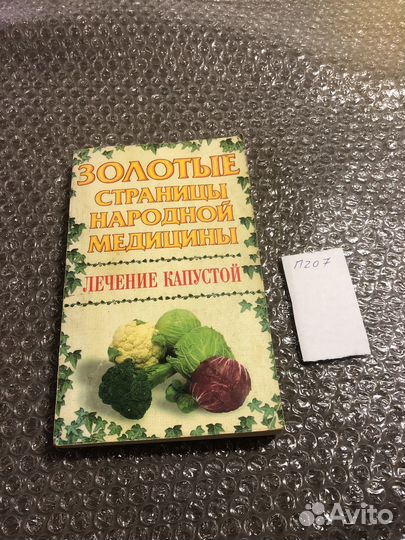 ЗОЛОТЫЕ
СТРАНИЦЫ
НАРОДНОЙ
МЕДИЦИНЫ
ЛЕЧЕНИЕ КАПУСТОЙ
П207
Avito